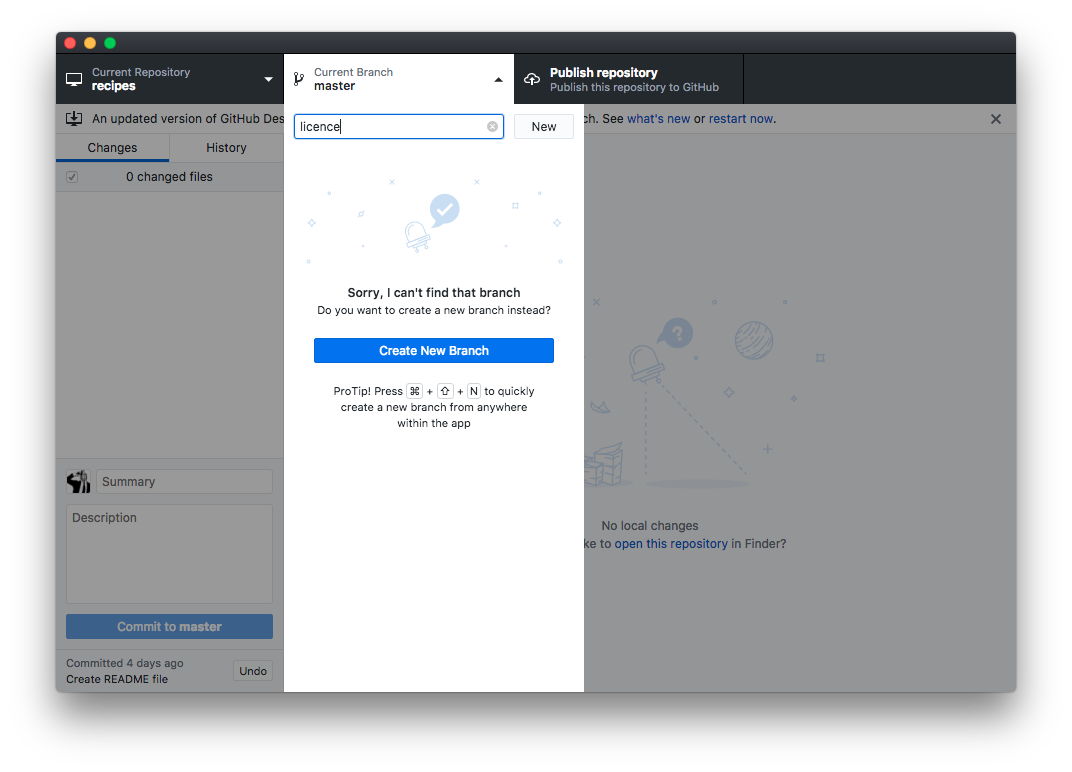 Current Repository
recipes
Current Branch
master
Publish repository
Publish this repository to GitHub
An updated version of GitHub Des
ch. See what's new or restart now.
licence
New
Changes
History
0 changed files
?
Sorry, I can't find that branch
Do you want to create a new branch instead?
Create New Branch
ProTip! Press ⌘ + ⇧ + N to quickly
create a new branch from anywhere
within the app
Summary
Description
No local changes
ke to open this repository in Finder?
Commit to master
Committed 4 days ago
Create README file
Undo